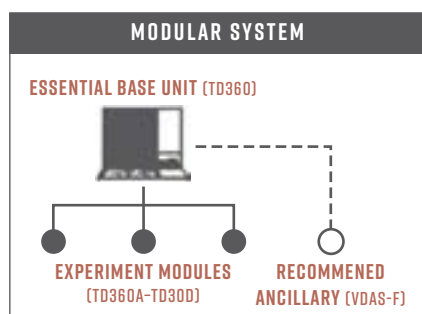 MODULAR SYSTEM
ESSENTIAL BASE UNIT (TD360)
EXPERIMENT MODULES
(TD360A–TD30D)
RECOMMENED
ANCILLARY (VDAS-F)